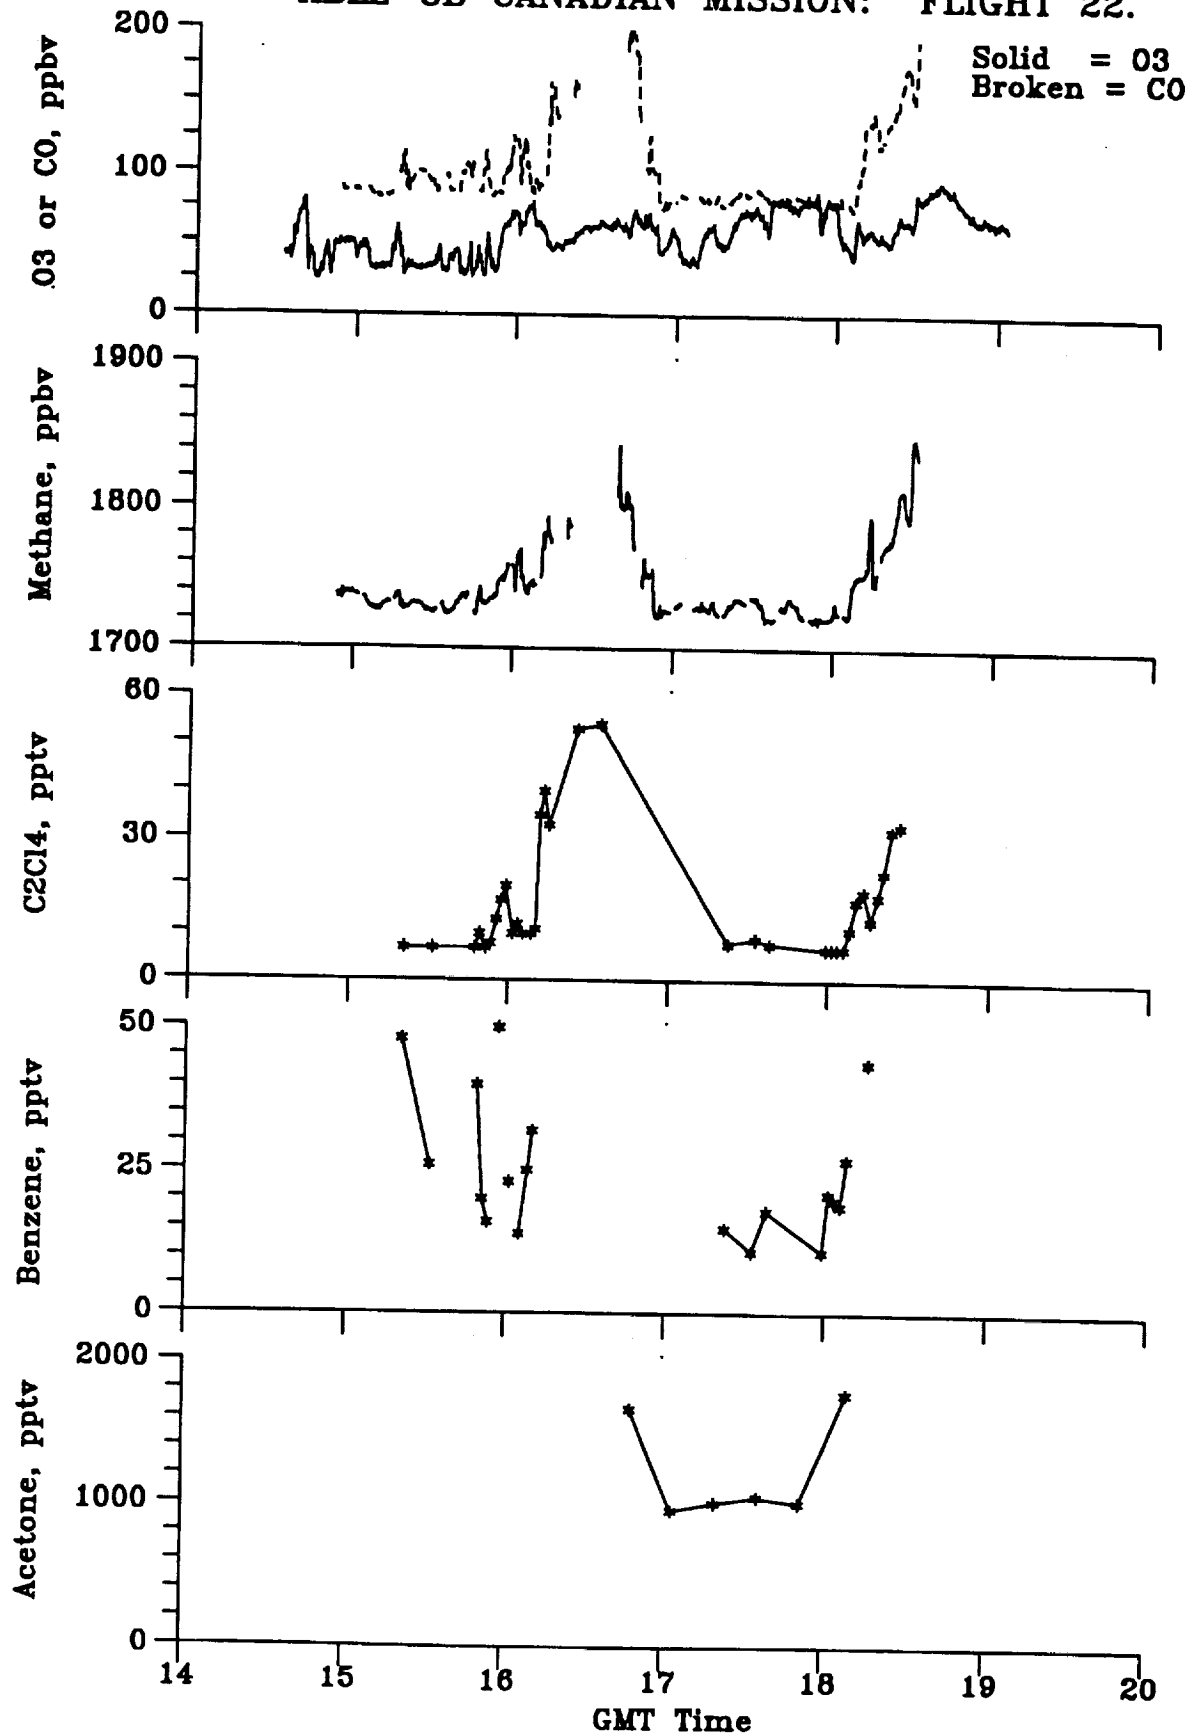 CANADIAN MISSION: FLIGHT 22.
Solid = O3
Broken = CO
O3 or CO, ppbv
200
100
0
Methane, ppbv
1900
1800
1700
C2Cl4, pptv
60
30
0
Benzene, pptv
50
25
0
Acetone, pptv
2000
1000
0
14 15 16 17 18 19 20
GMT Time